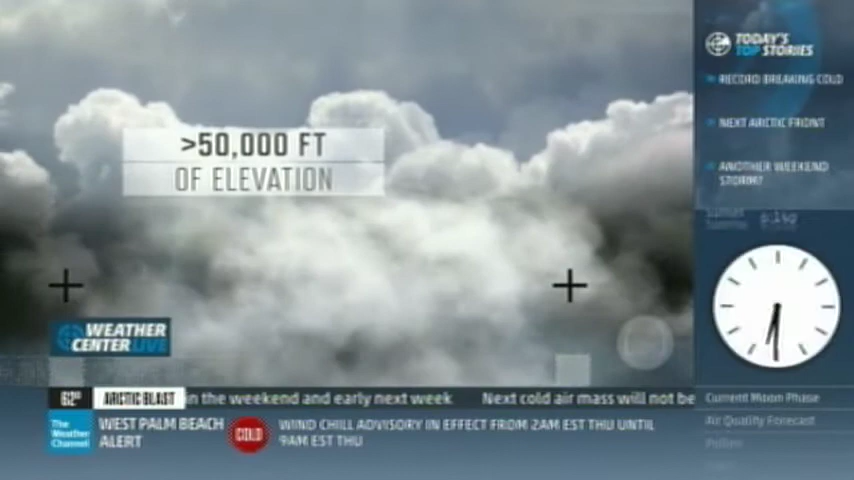 >50,000 FT
OF ELEVATION
WEATHER
CENTER LIVE
TODAY'S
TOP STORIES
RECORD BREAKING COLD
NEXT ARCTIC FRONT
ANOTHER WEEKEND
STORM?
Current Moon Phase
Air Quality Forecast
Pollen
62° ARCTIC BLAST in the weekend and early next week Next cold air mass will not be
The
Weather
Channel
WEST PALM BEACH
ALERT
COLD
WIND CHILL ADVISORY IN EFFECT FROM 2AM EST THU UNTIL
9AM EST THU